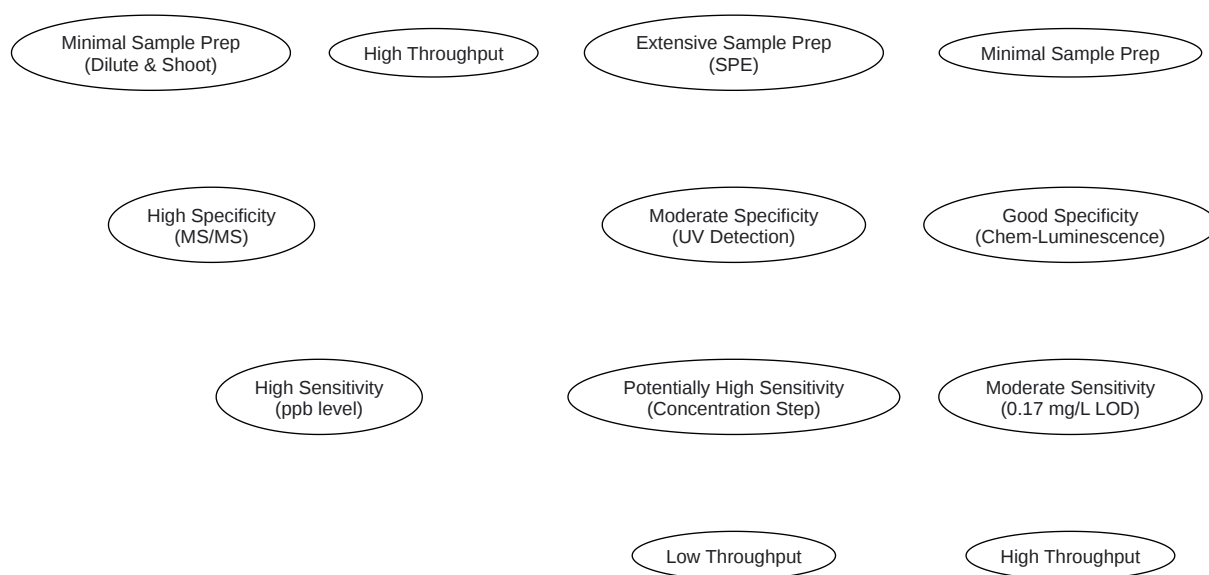 Minimal Sample Prep
(Dilute & Shoot)
High Throughput
Extensive Sample Prep
(SPE)
Minimal Sample Prep
High Specificity
(MS/MS)
Moderate Specificity
(UV Detection)
Good Specificity
(Chem-Luminescence)
High Sensitivity
(ppb level)
Potentially High Sensitivity
(Concentration Step)
Moderate Sensitivity
(0.17 mg/L LOD)
Low Throughput
High Throughput